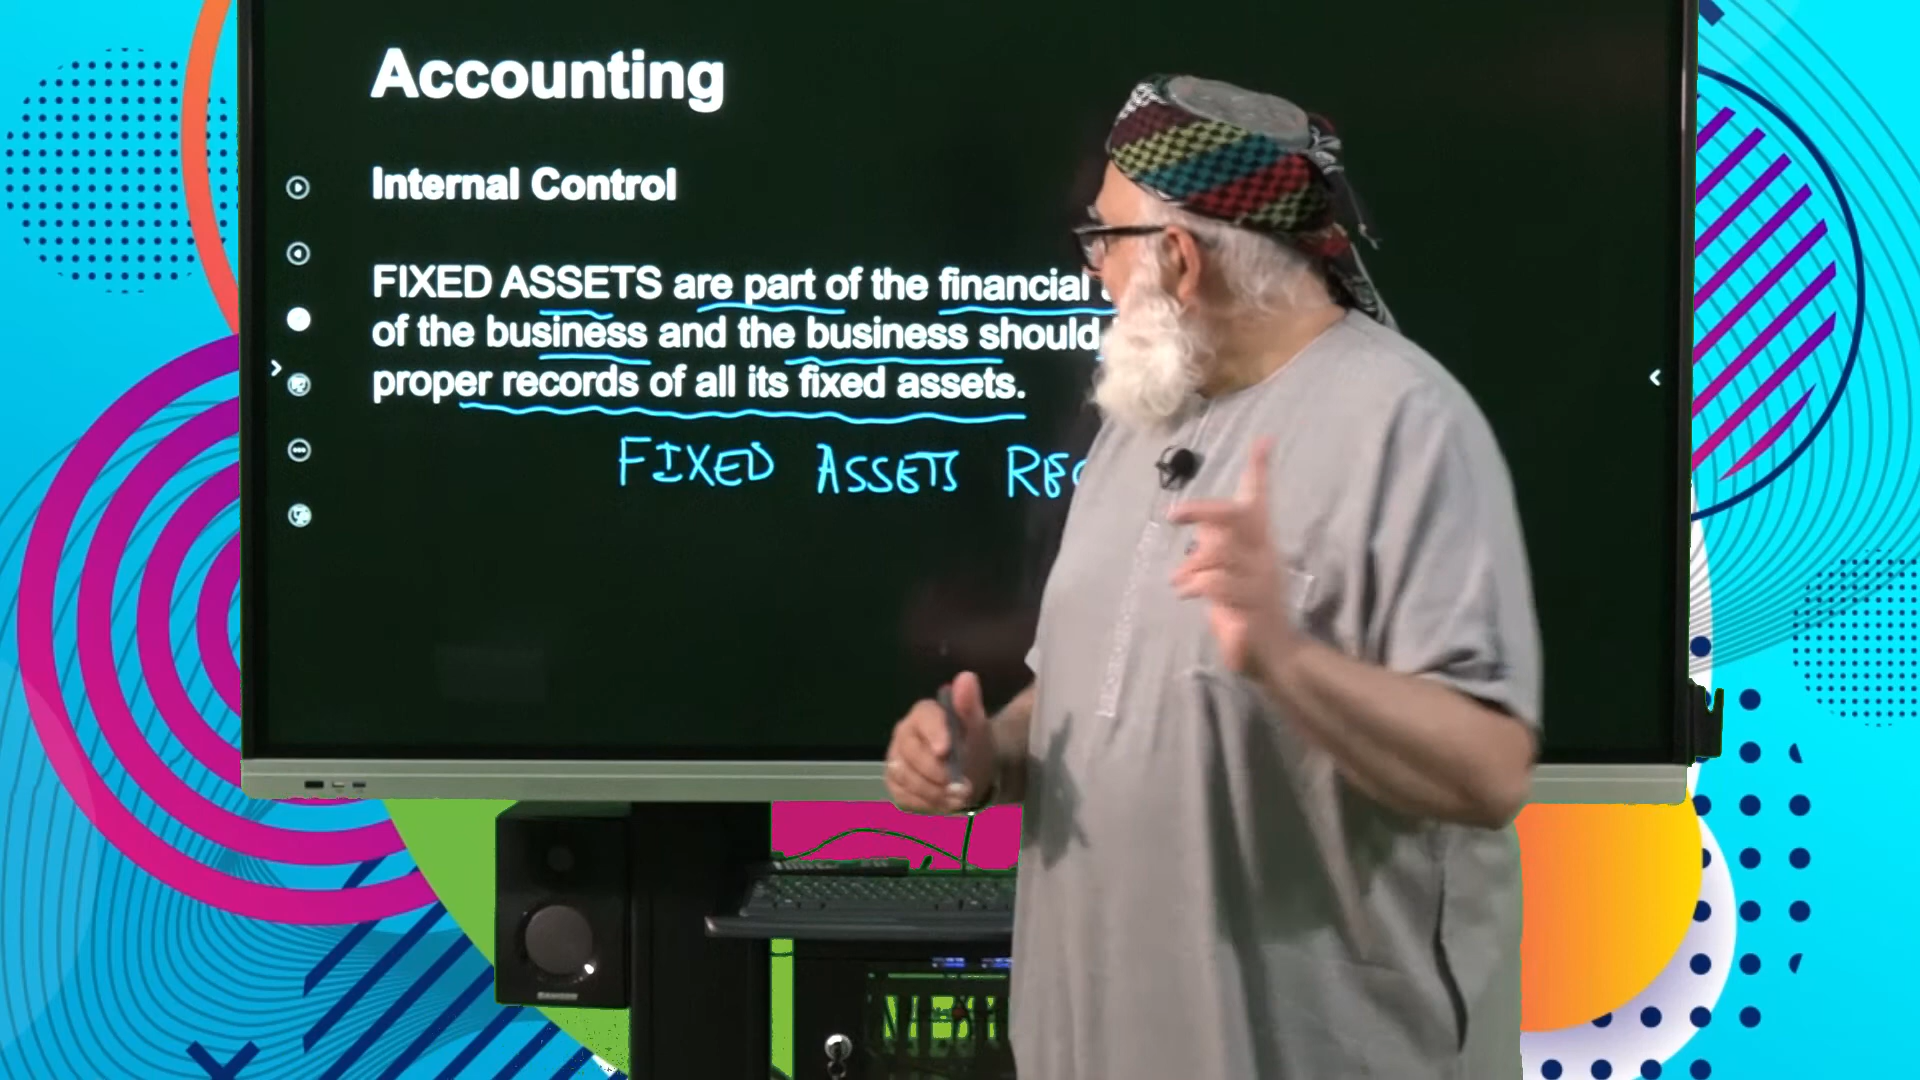 Accounting
Internal Control
FIXED ASSETS are part of the financial
of the business and the business should
proper records of all its fixed assets.
FIXED ASSETS